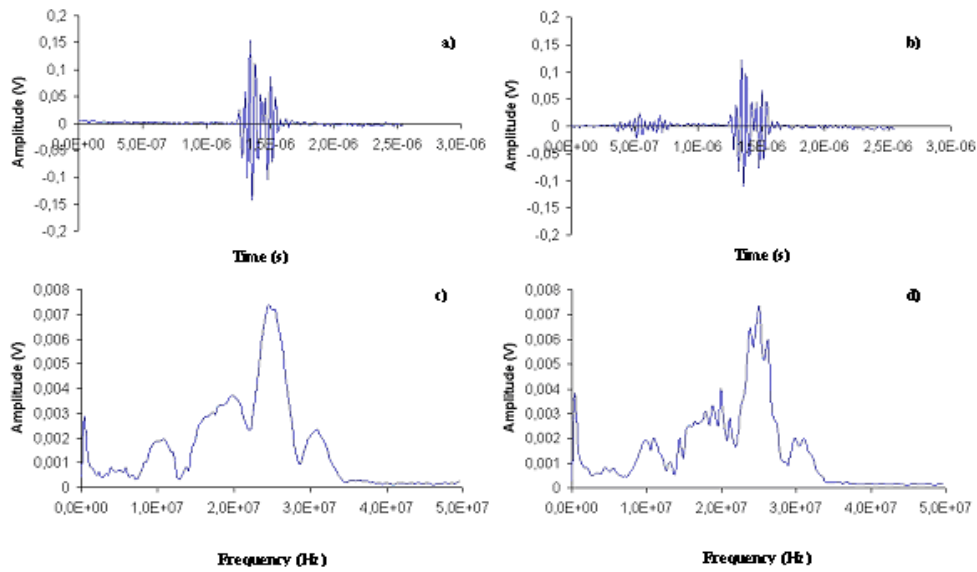 0,2
0,15
0,1
0,05
0
-0,05
-0,1
-0,15
-0,2
Amplitude (V)
0,0E+00 5,0E-07 1,0E-06 1,5E-06 2,0E-06 2,5E-06 3,0E-06
Time (s)
a)
0,2
0,15
0,1
0,05
0
-0,05
-0,1
-0,15
-0,2
Amplitude (V)
0,0E+00 5,0E-07 1,0E-06 1,5E-06 2,0E-06 2,5E-06 3,0E-06
Time (s)
b)
0,008
0,007
0,006
0,005
0,004
0,003
0,002
0,001
0
Amplitude (V)
0,0E+00 1,0E+07 2,0E+07 3,0E+07 4,0E+07 5,0E+07
Frequency (Hz)
c)
0,008
0,007
0,006
0,005
0,004
0,003
0,002
0,001
0
Amplitude (V)
0,0E+00 1,0E+07 2,0E+07 3,0E+07 4,0E+07 5,0E+07
Frequency (Hz)
d)